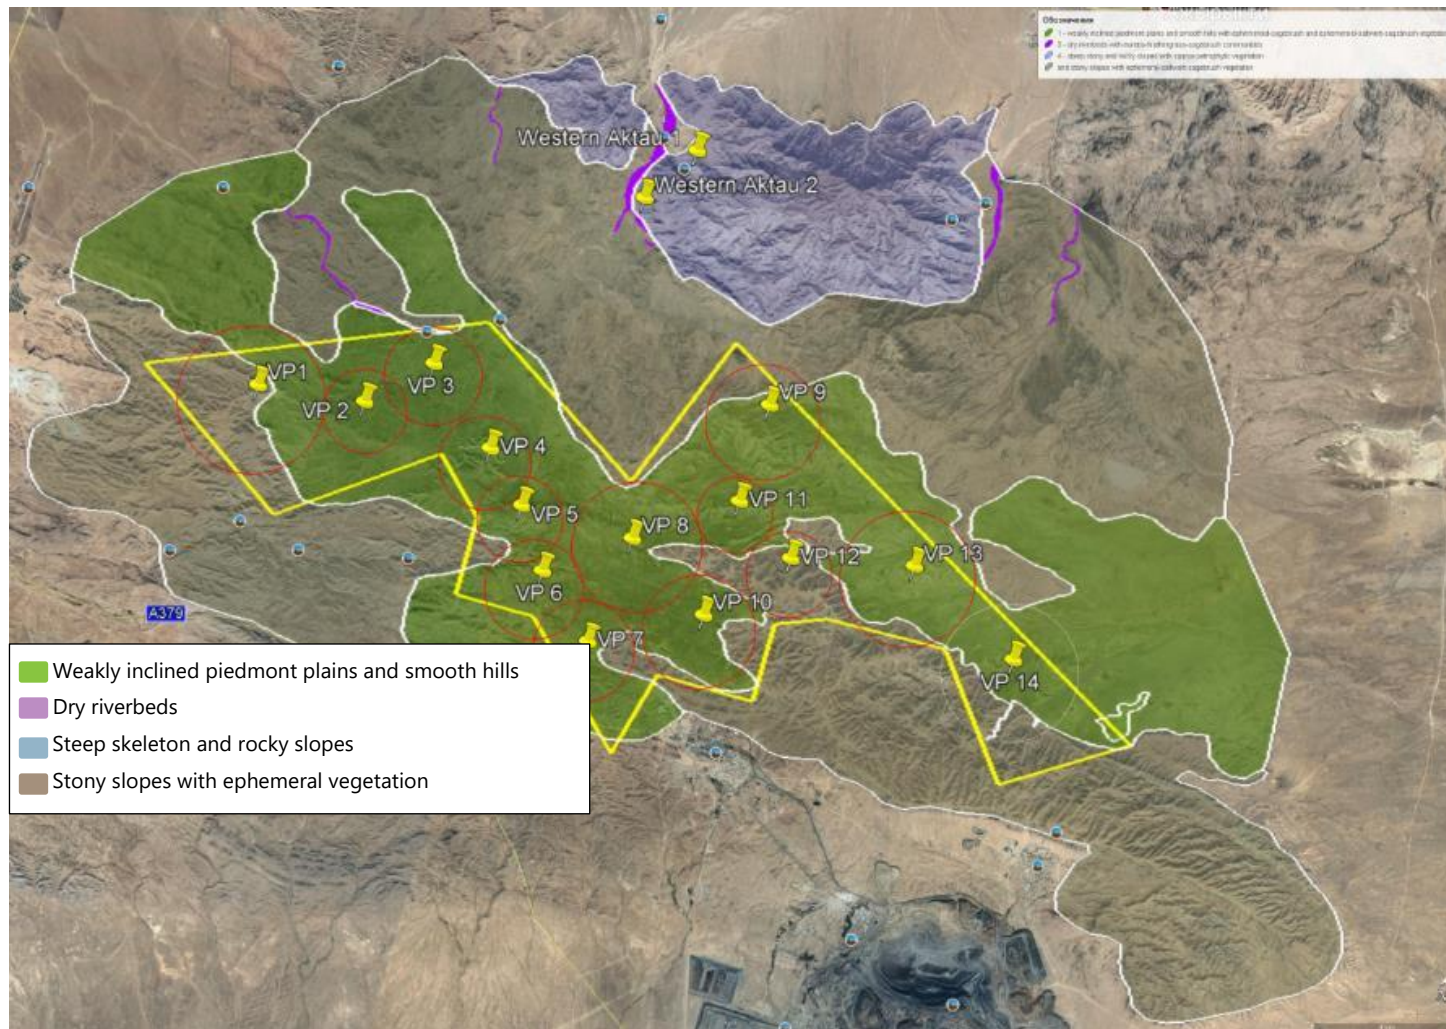 Обозначения
Western Aktau 1
Western Aktau 2
VP1
VP 2
VP 3
VP 4
VP 5
VP 6
VP 7
VP 8
VP 9
VP 11
VP 12
VP 13
VP 10
VP 14
A379
Weakly inclined piedmont plains and smooth hills
Dry riverbeds
Steep skeleton and rocky slopes
Stony slopes with ephemeral vegetation